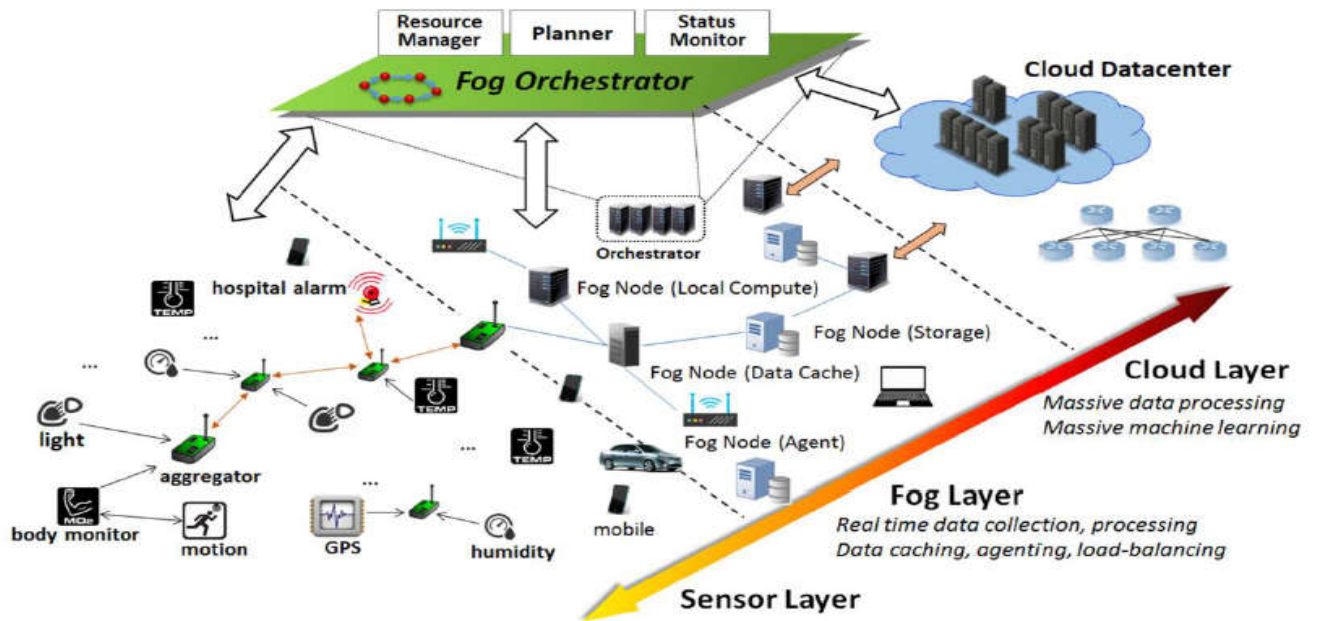 Resource
Manager
Planner
Status
Monitor
Fog Orchestrator
Cloud Datacenter
Orchestrator
hospital alarm
TEMP
Fog Node (Local Compute)
Fog Node (Storage)
...
...
TEMP
Fog Node (Data Cache)
Cloud Layer
Massive data processing
Massive machine learning
light
aggregator
...
TEMP
Fog Node (Agent)
...
MO2
body monitor
motion
GPS
humidity
mobile
Fog Layer
Real time data collection, processing
Data caching, agenting, load-balancing
Sensor Layer